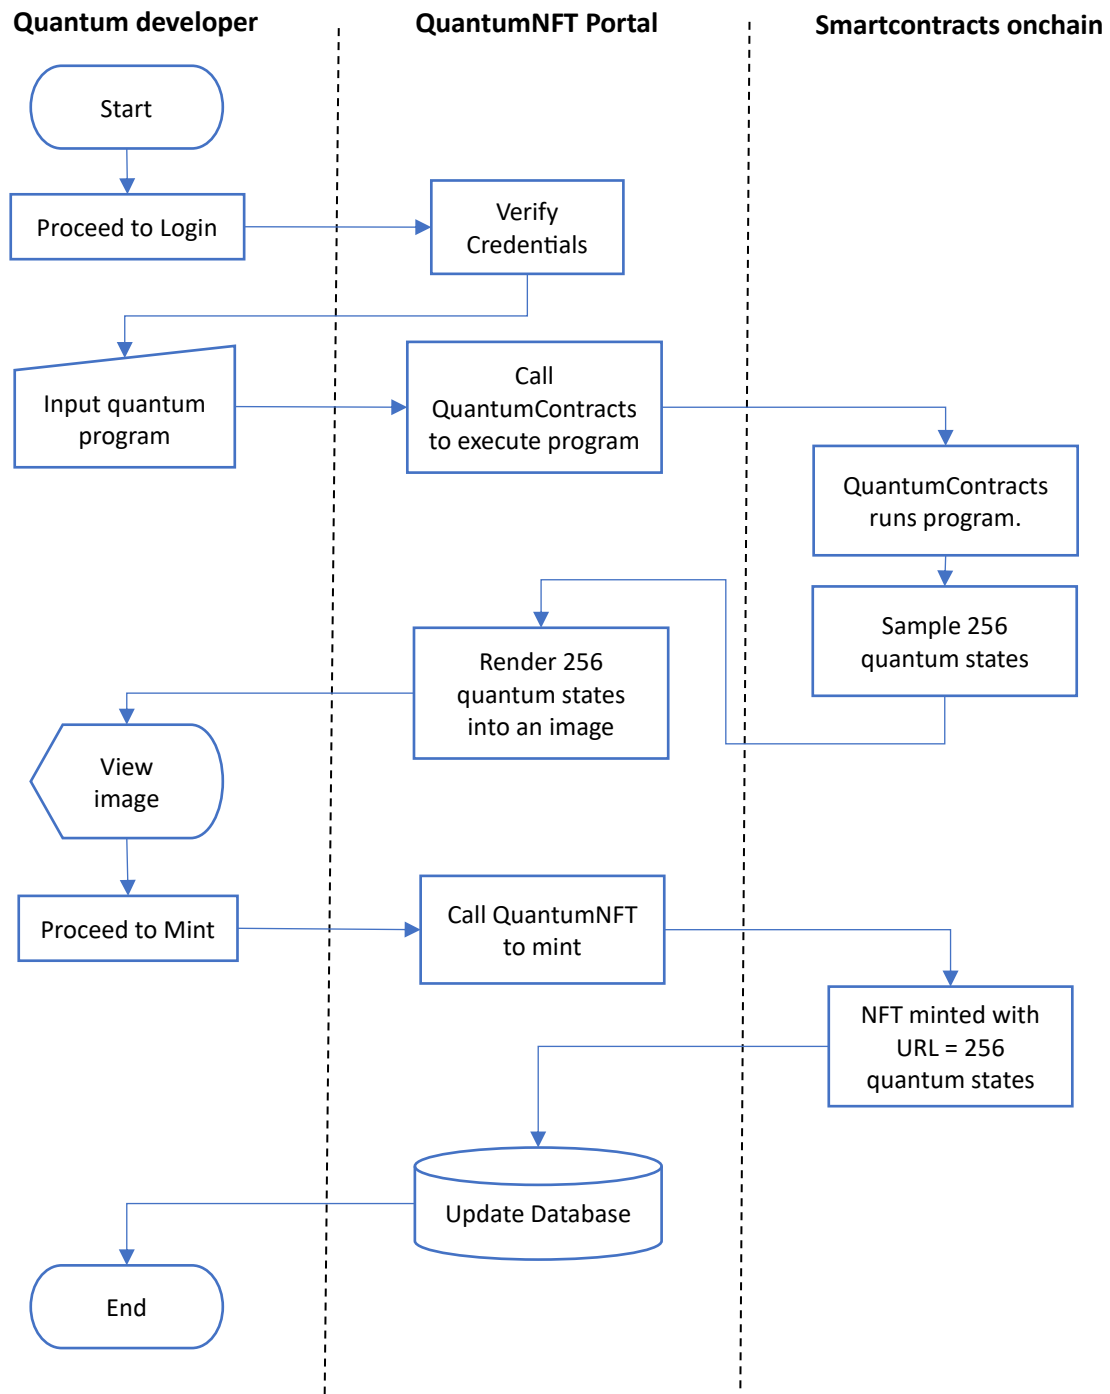 Quantum developer
QuantumNFT Portal
Smartcontracts onchain
Start
Proceed to Login
Verify
Credentials
Input quantum
program
Call
QuantumContracts
to execute program
QuantumContracts
runs program.
Sample 256
quantum states
Render 256
quantum states
into an image
View
image
Proceed to Mint
Call QuantumNFT
to mint
NFT minted with
URL = 256
quantum states
Update Database
End